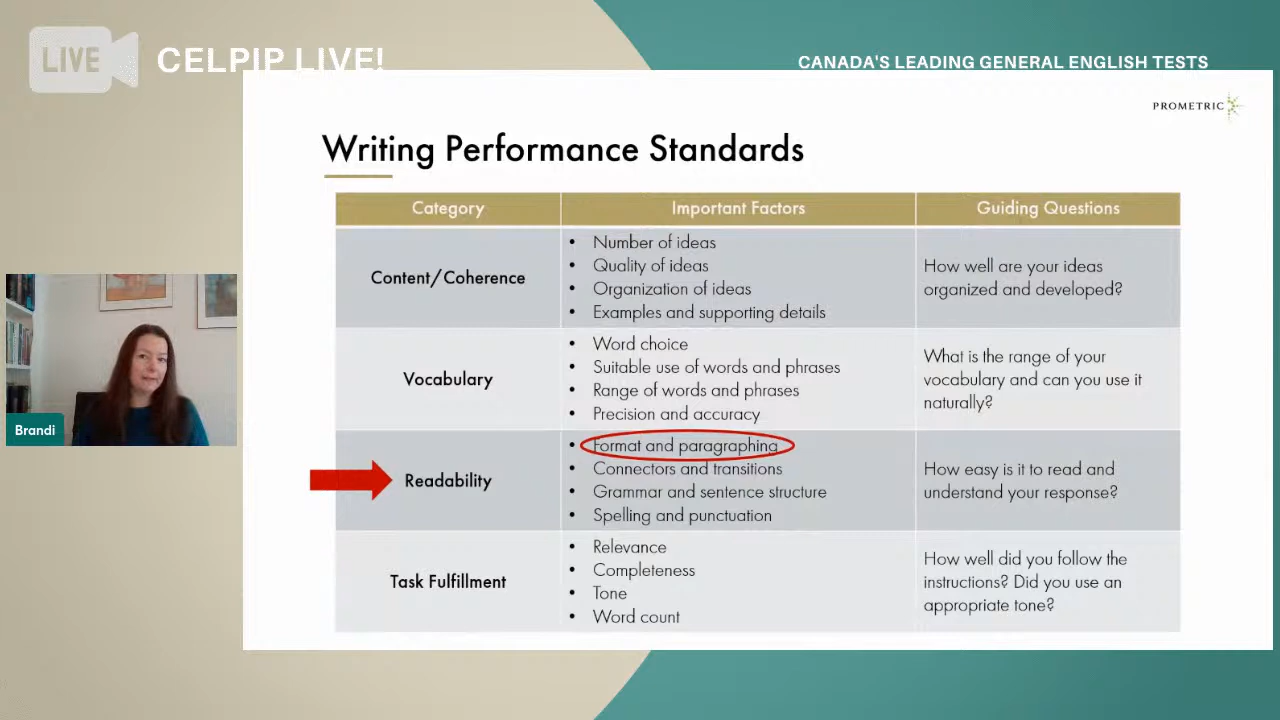 LIVE
CELPIP LIVE!
CANADA'S LEADING GENERAL ENGLISH TESTS
PROMETRIC
Writing Performance Standards
Category
Important Factors
Guiding Questions
Content/Coherence
• Number of ideas
• Quality of ideas
• Organization of ideas
• Examples and supporting details
How well are your ideas
organized and developed?
Vocabulary
• Word choice
• Suitable use of words and phrases
• Range of words and phrases
• Precision and accuracy
What is the range of your
vocabulary and can you use it
naturally?
Readability
• Format and paragraphing
• Connectors and transitions
• Grammar and sentence structure
• Spelling and punctuation
How easy is it to read and
understand your response?
Task Fulfillment
• Relevance
• Completeness
• Tone
• Word count
How well did you follow the
instructions? Did you use an
appropriate tone?
Brandi